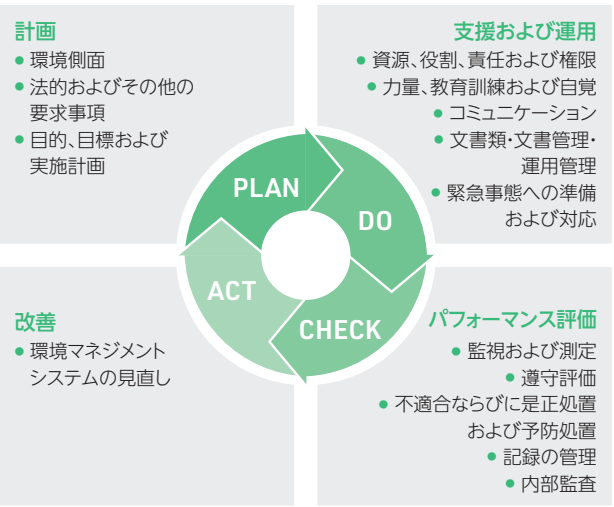 計画
● 環境側面
● 法的およびその他の
要求事項
● 目的、目標および
実施計画
支援および運用
● 資源、役割、責任および権限
● 力量、教育訓練および自覚
● コミュニケーション
● 文書類・文書管理・
運用管理
● 緊急事態への準備
および対応
PLAN
DO
ACT
CHECK
改善
● 環境マネジメント
システムの見直し
パフォーマンス評価
● 監視および測定
● 遵守評価
● 不適合ならびに是正処置
および予防処置
● 記録の管理
● 内部監査